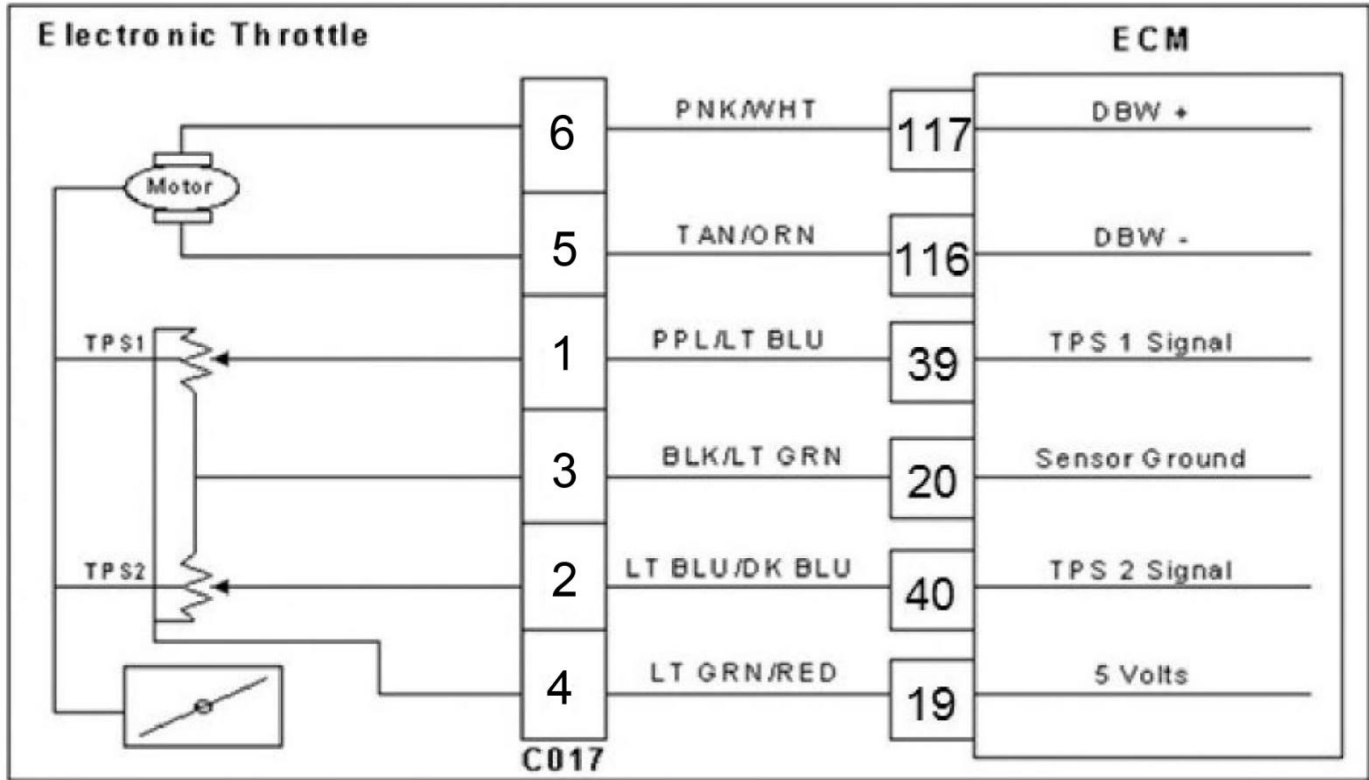 Electronic Throttle
ECM
6 PNK/WHT 117 DBW +
Motor
5 TAN/ORN 116 DBW -
TPS1 1 PPL/LT BLU 39 TPS 1 Signal
3 BLK/LT GRN 20 Sensor Ground
TPS2 2 LT BLU/DK BLU 40 TPS 2 Signal
4 LT GRN/RED 19 5 Volts
C017